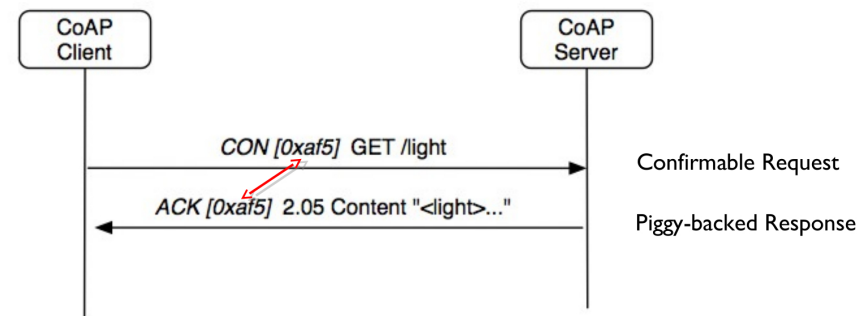 CoAP
Client
CoAP
Server
CON [0xaf5] GET /light
Confirmable Request
ACK [0xaf5] 2.05 Content "<light>..."
Piggy-backed Response